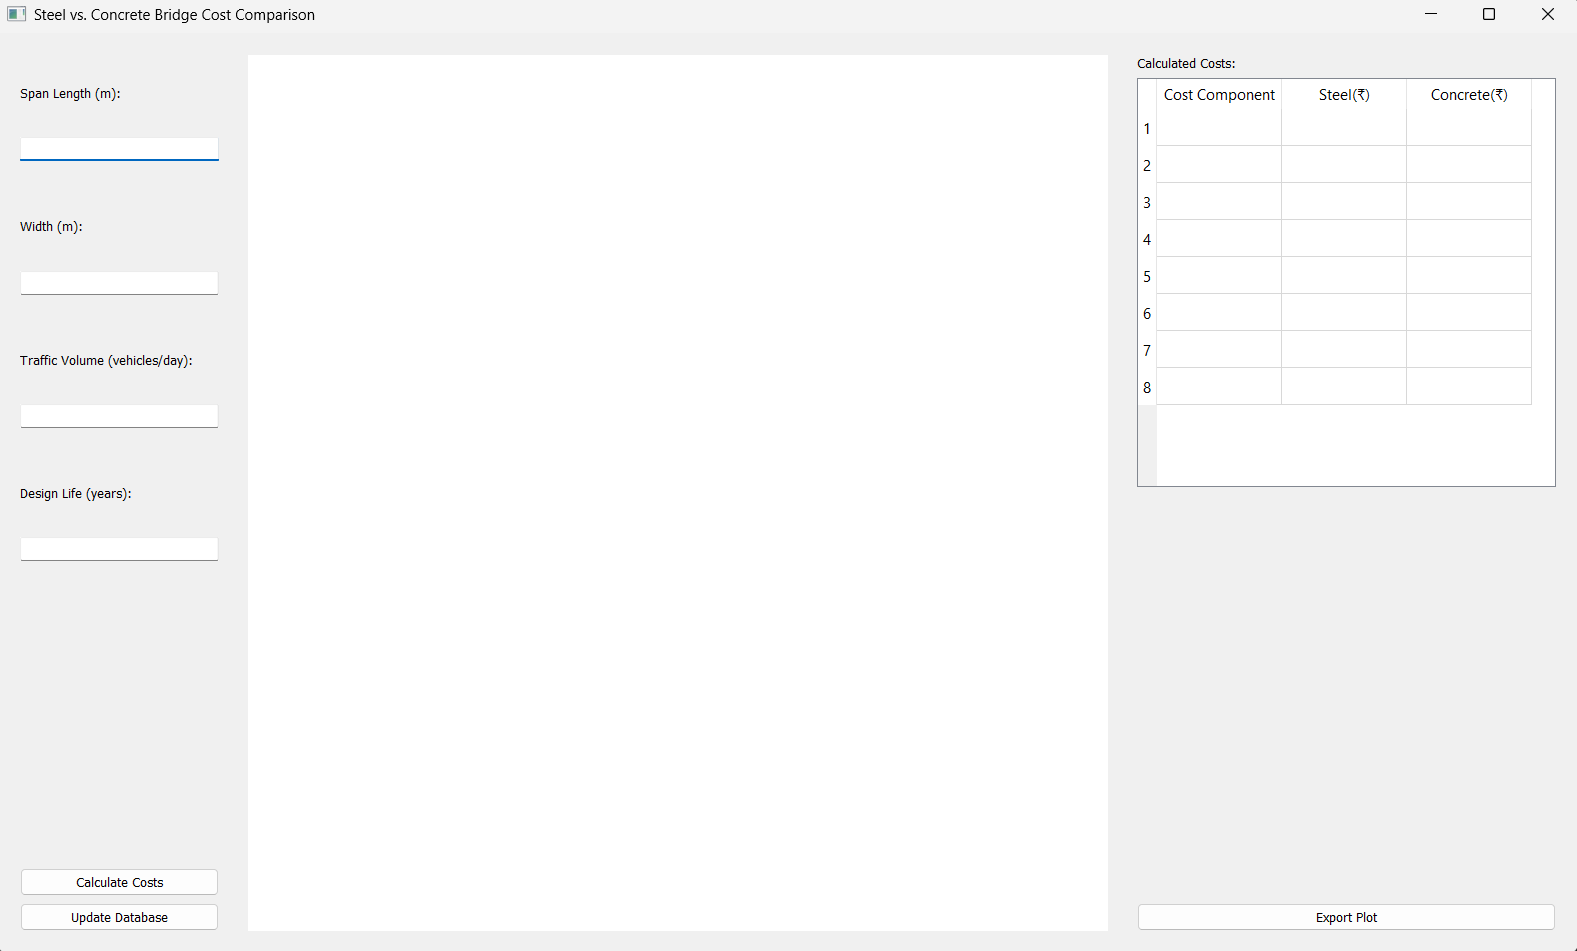 Steel vs. Concrete Bridge Cost Comparison
Span Length (m):
Width (m):
Traffic Volume (vehicles/day):
Design Life (years):
Calculate Costs
Update Database
Calculated Costs:
Cost Component Steel(₹) Concrete(₹)
1
2
3
4
5
6
7
8
Export Plot